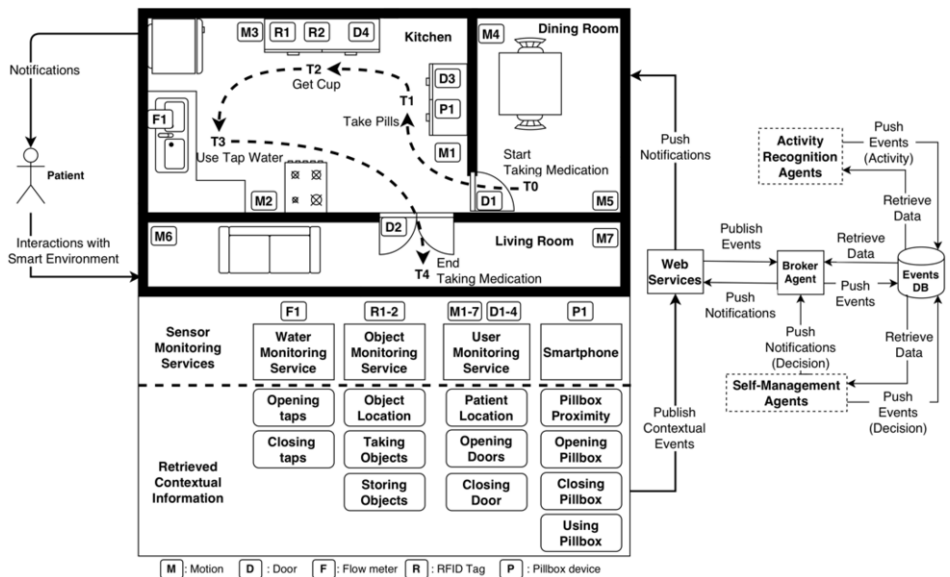 Notifications
Patient
Interactions with
Smart Environment
M3
R1
R2
D4
Kitchen
M4
Dining Room
T2
Get Cup
D3
T1
P1
Take Pills
F1
T3
Use Tap Water
M1
Start
Taking Medication
T0
M2
D1
M5
M6
D2
Living Room
M7
End
T4
Taking Medication
Push
Notifications
Activity
Recognition
Agents
Push
Events
(Activity)
Retrieve
Data
Publish
Events
Retrieve
Data
Web
Services
Broker
Agent
Events
DB
Push
Notifications
Push
Events
Push
Notifications
(Decision)
Retrieve
Data
Self-Management
Agents
Push
Events
(Decision)
Publish
Contextual
Events
F1
R1-2
M1-7
D1-4
P1
Sensor
Monitoring
Services
Water
Monitoring
Service
Object
Monitoring
Service
User
Monitoring
Service
Smartphone
Retrieved
Contextual
Information
Opening
taps
Closing
taps
Object
Location
Taking
Objects
Storing
Objects
Patient
Location
Opening
Doors
Closing
Door
Pillbox
Proximity
Opening
Pillbox
Closing
Pillbox
Using
Pillbox
M : Motion D : Door F : Flow meter R : RFID Tag P : Pillbox device